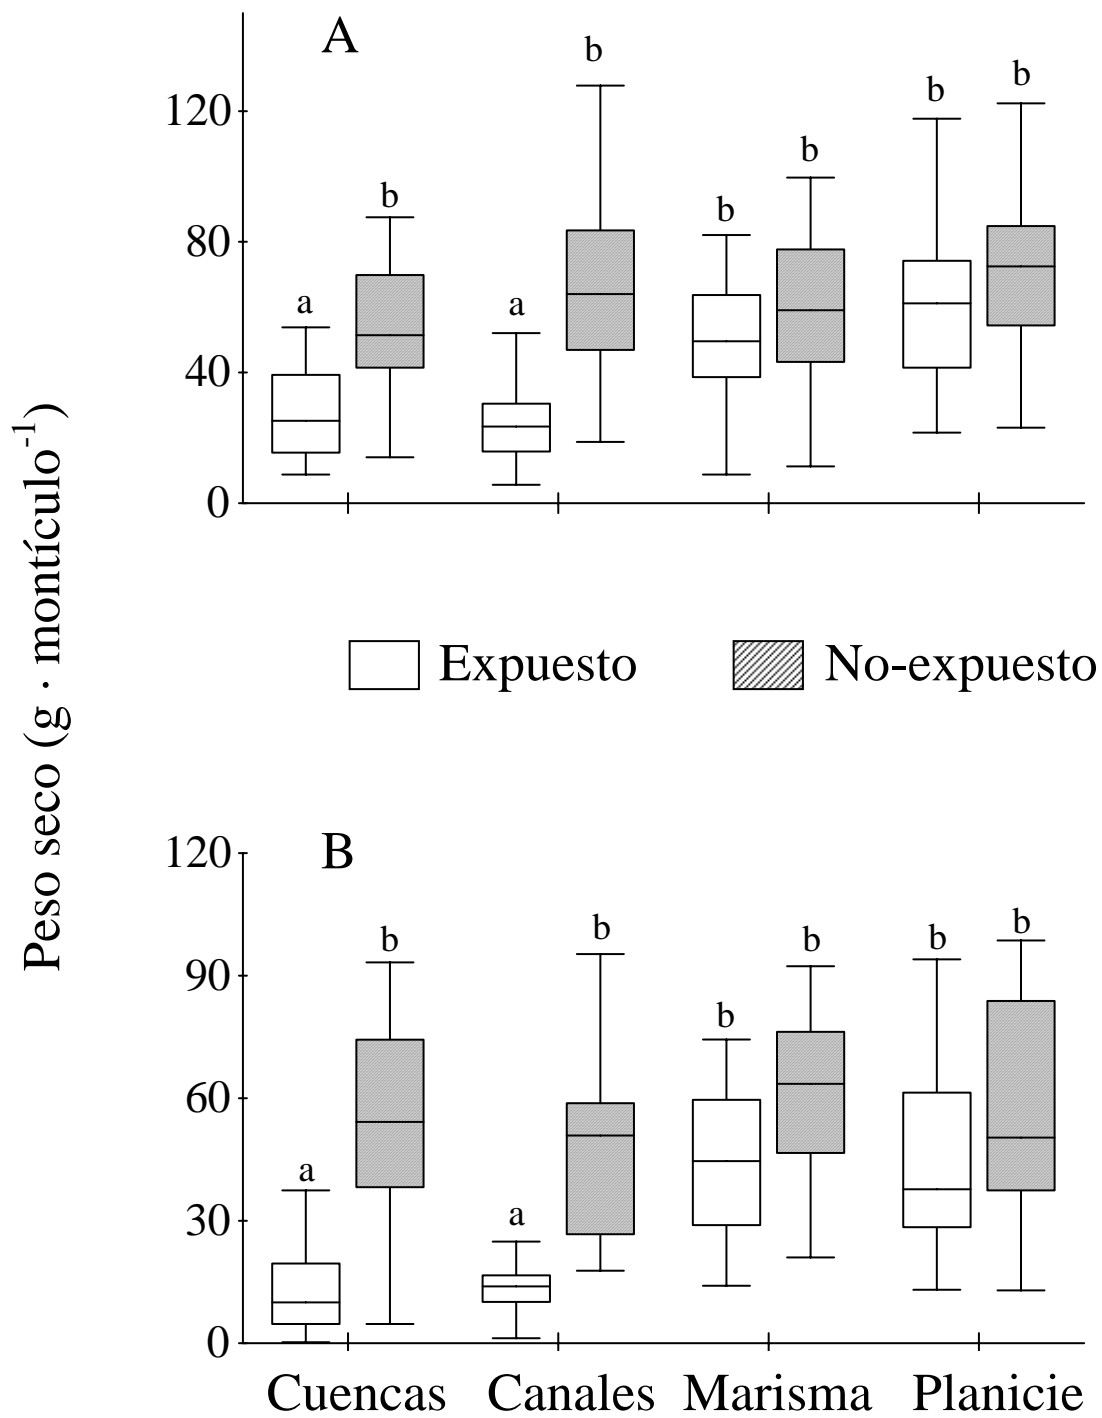 A
b
b
b
120
b
b
b
80
a
a
40
0
Peso seco (g · montículo-1)
Expuesto
No-expuesto
120
B
b
b
b
b
b
90
b
60
a
a
30
0
Cuencas
Canales
Marisma
Planicie